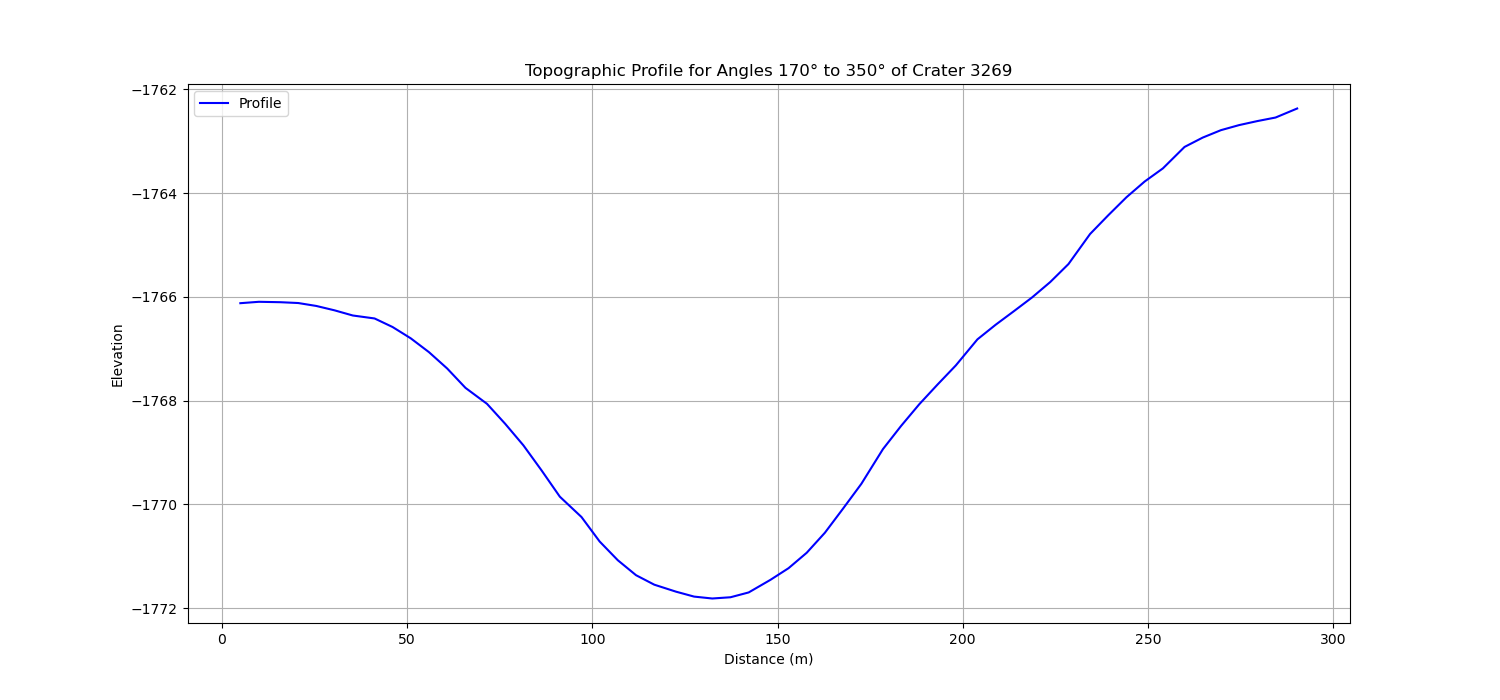 Topographic Profile for Angles 170° to 350° of Crater 3269
Profile
Elevation
−1762
−1764
−1766
−1768
−1770
−1772
0 50 100 150 200 250 300
Distance (m)